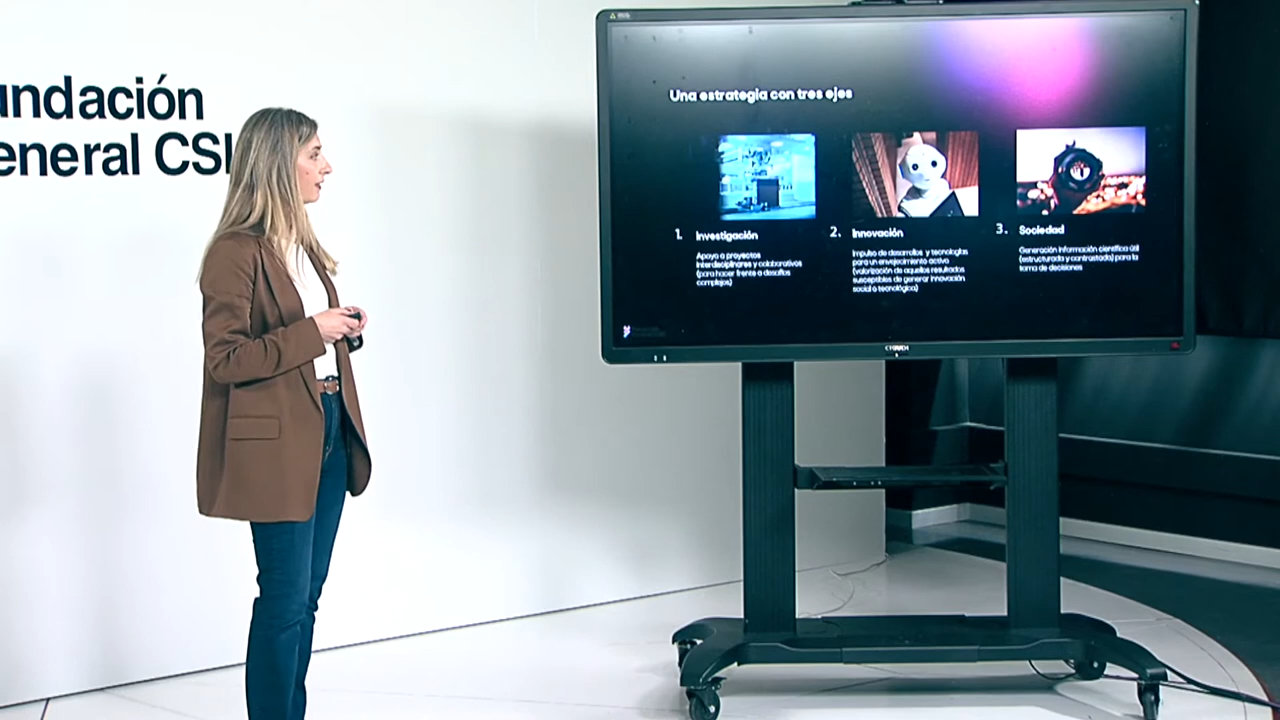 undación
eneral CSI
Una estrategia con tres ejes
1. Investigación
Apoyo a proyectos
interdisciplinares y colaborativos
(para hacer frente a desafíos
complejos)
2. Innovación
Impulso de desarrollos y tecnologías
para un envejecimiento activo
(valorización de aquellos resultados
susceptibles de generar innovación
social o tecnológica)
3. Sociedad
Generación información científica útil
(estructurada y contrastada) para la
toma de decisiones